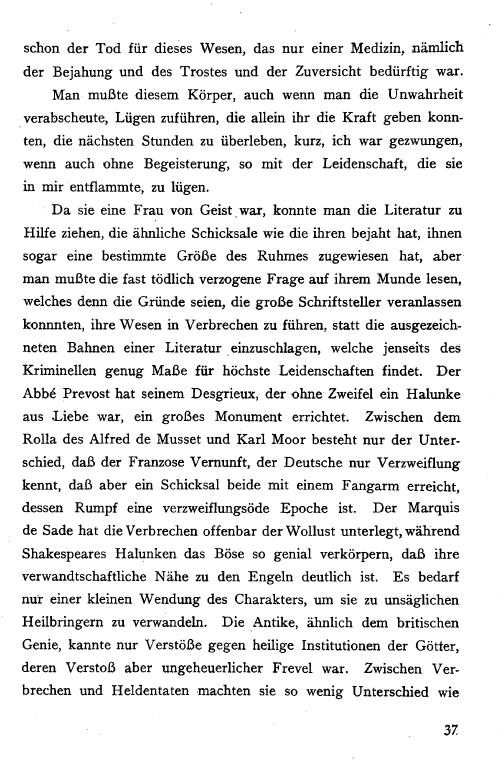 schon der Tod für dieses Wesen, das nur einer Medizin, nämlich
der Bejahung und des Trostes und der Zuversicht bedürftig war.
Man mußte diesem Körper, auch wenn man die Unwahrheit
verabscheute, Lügen zuführen, die allein ihr die Kraft geben konn-
ten, die nächsten Stunden zu überleben, kurz, ich war gezwungen,
wenn auch ohne Begeisterung, so mit der Leidenschaft, die sie
in mir entflammte, zu lügen.
Da sie eine Frau von Geist war, konnte man die Literatur zu
Hilfe ziehen, die ähnliche Schicksale wie die ihren bejaht hat, ihnen
sogar eine bestimmte Größe des Ruhmes zugewiesen hat, aber
man mußte die fast tödlich verzogene Frage auf ihrem Munde lesen,
welches denn die Gründe seien, die große Schriftsteller veranlassen
konnnten, ihre Wesen in Verbrechen zu führen, statt die ausgezeich-
neten Bahnen einer Literatur einzuschlagen, welche jenseits des
Kriminellen genug Maße für höchste Leidenschaften findet. Der
Abbé Prevost hat seinem Desgrieux, der ohne Zweifel ein Halunke
aus Liebe war, ein großes Monument errichtet. Zwischen dem
Rolla des Alfred de Musset und Karl Moor besteht nur der Unter-
schied, daß der Franzose Vernunft, der Deutsche nur Verzweiflung
kennt, daß aber ein Schicksal beide mit einem Fangarm erreicht,
dessen Rumpf eine verzweiflungsöde Epoche ist. Der Marquis
de Sade hat die Verbrechen offenbar der Wollust unterlegt, während
Shakespeares Halunken das Böse so genial verkörpern, daß ihre
verwandtschaftliche Nähe zu den Engeln deutlich ist. Es bedarf
nur einer kleinen Wendung des Charakters, um sie zu unsäglichen
Heilbringern zu verwandeln. Die Antike, ähnlich dem britischen
Genie, kannte nur Verstöße gegen heilige Institutionen der Götter,
deren Verstoß aber ungeheuerlicher Frevel war. Zwischen Ver-
brechen und Heldentaten machten sie so wenig Unterschied wie
37